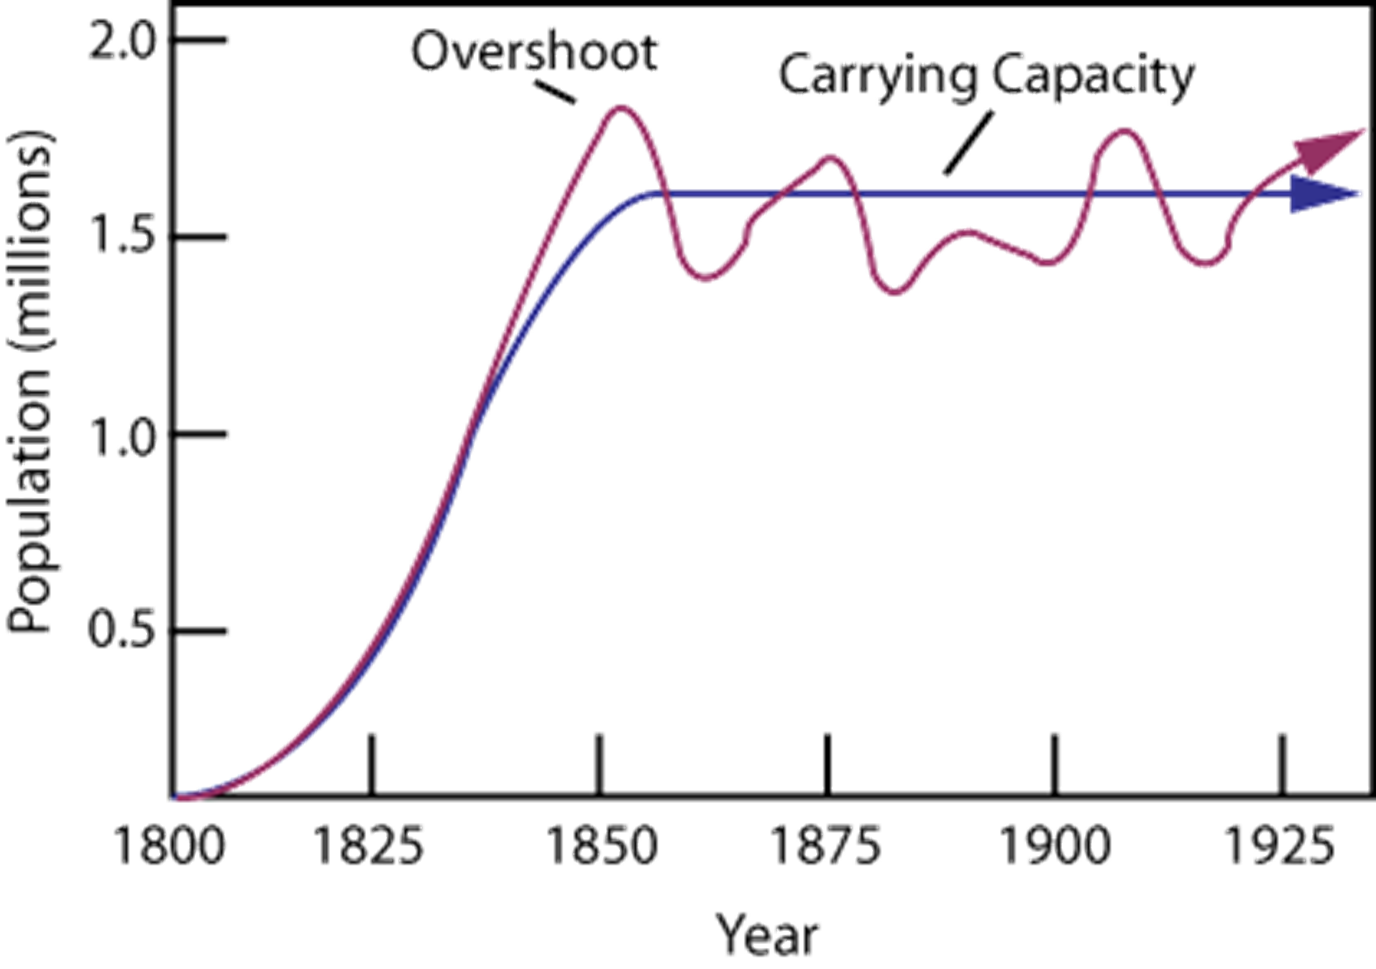 Overshoot
Carrying Capacity
Population (millions)
2.0
1.5
1.0
0.5
1800 1825 1850 1875 1900 1925
Year